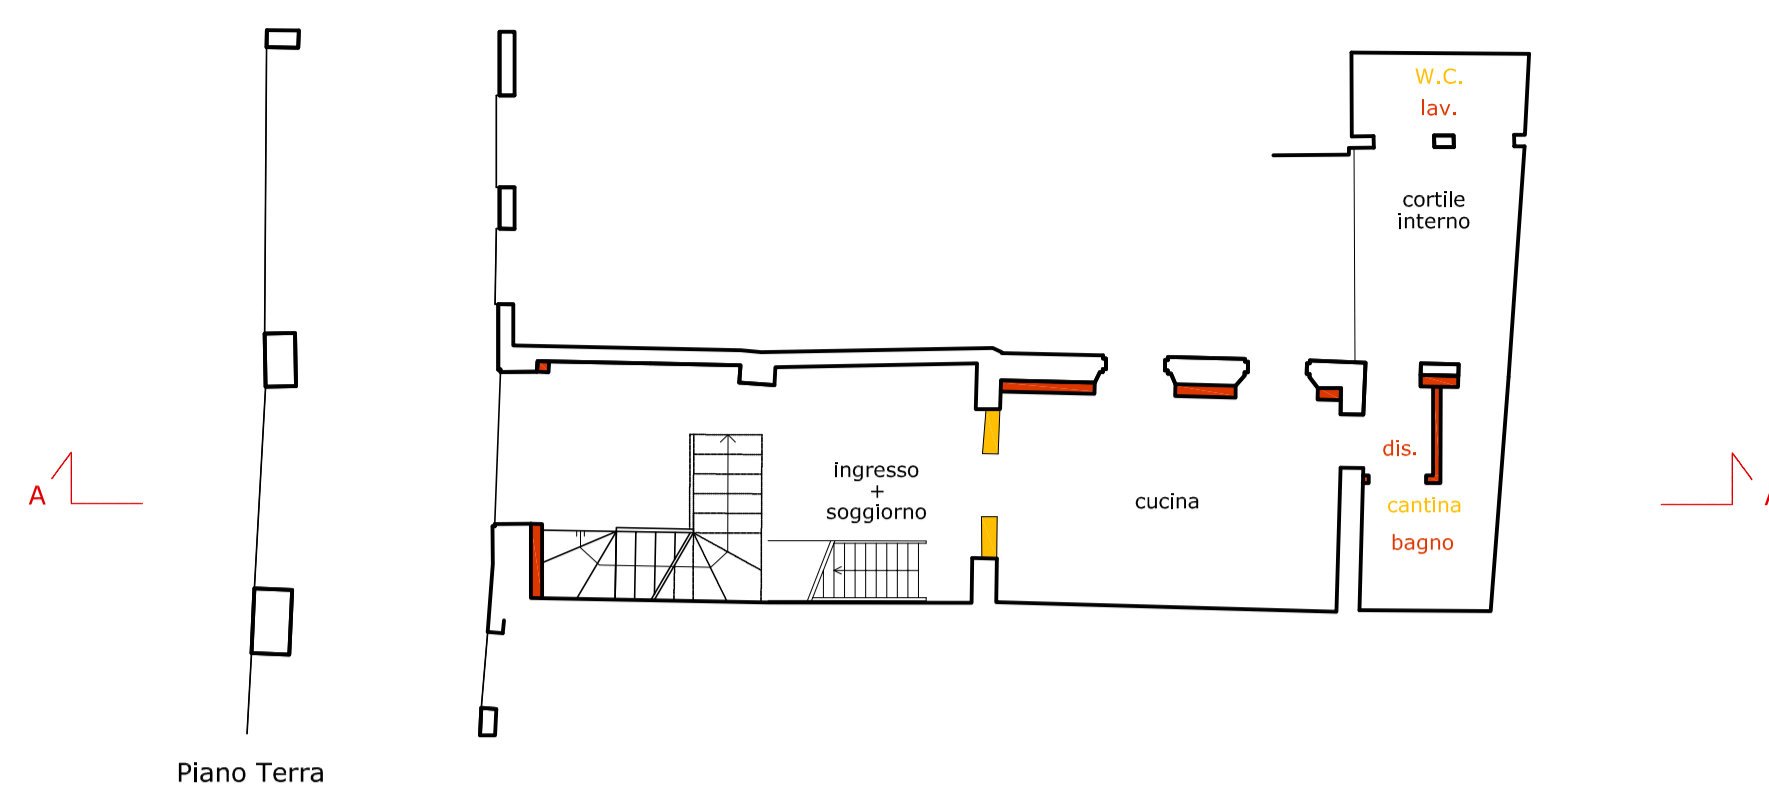 W.C.
lav.
cortile
interno
ingresso
+
soggiorno
cucina
dis.
cantina
bagno
A
Piano Terra